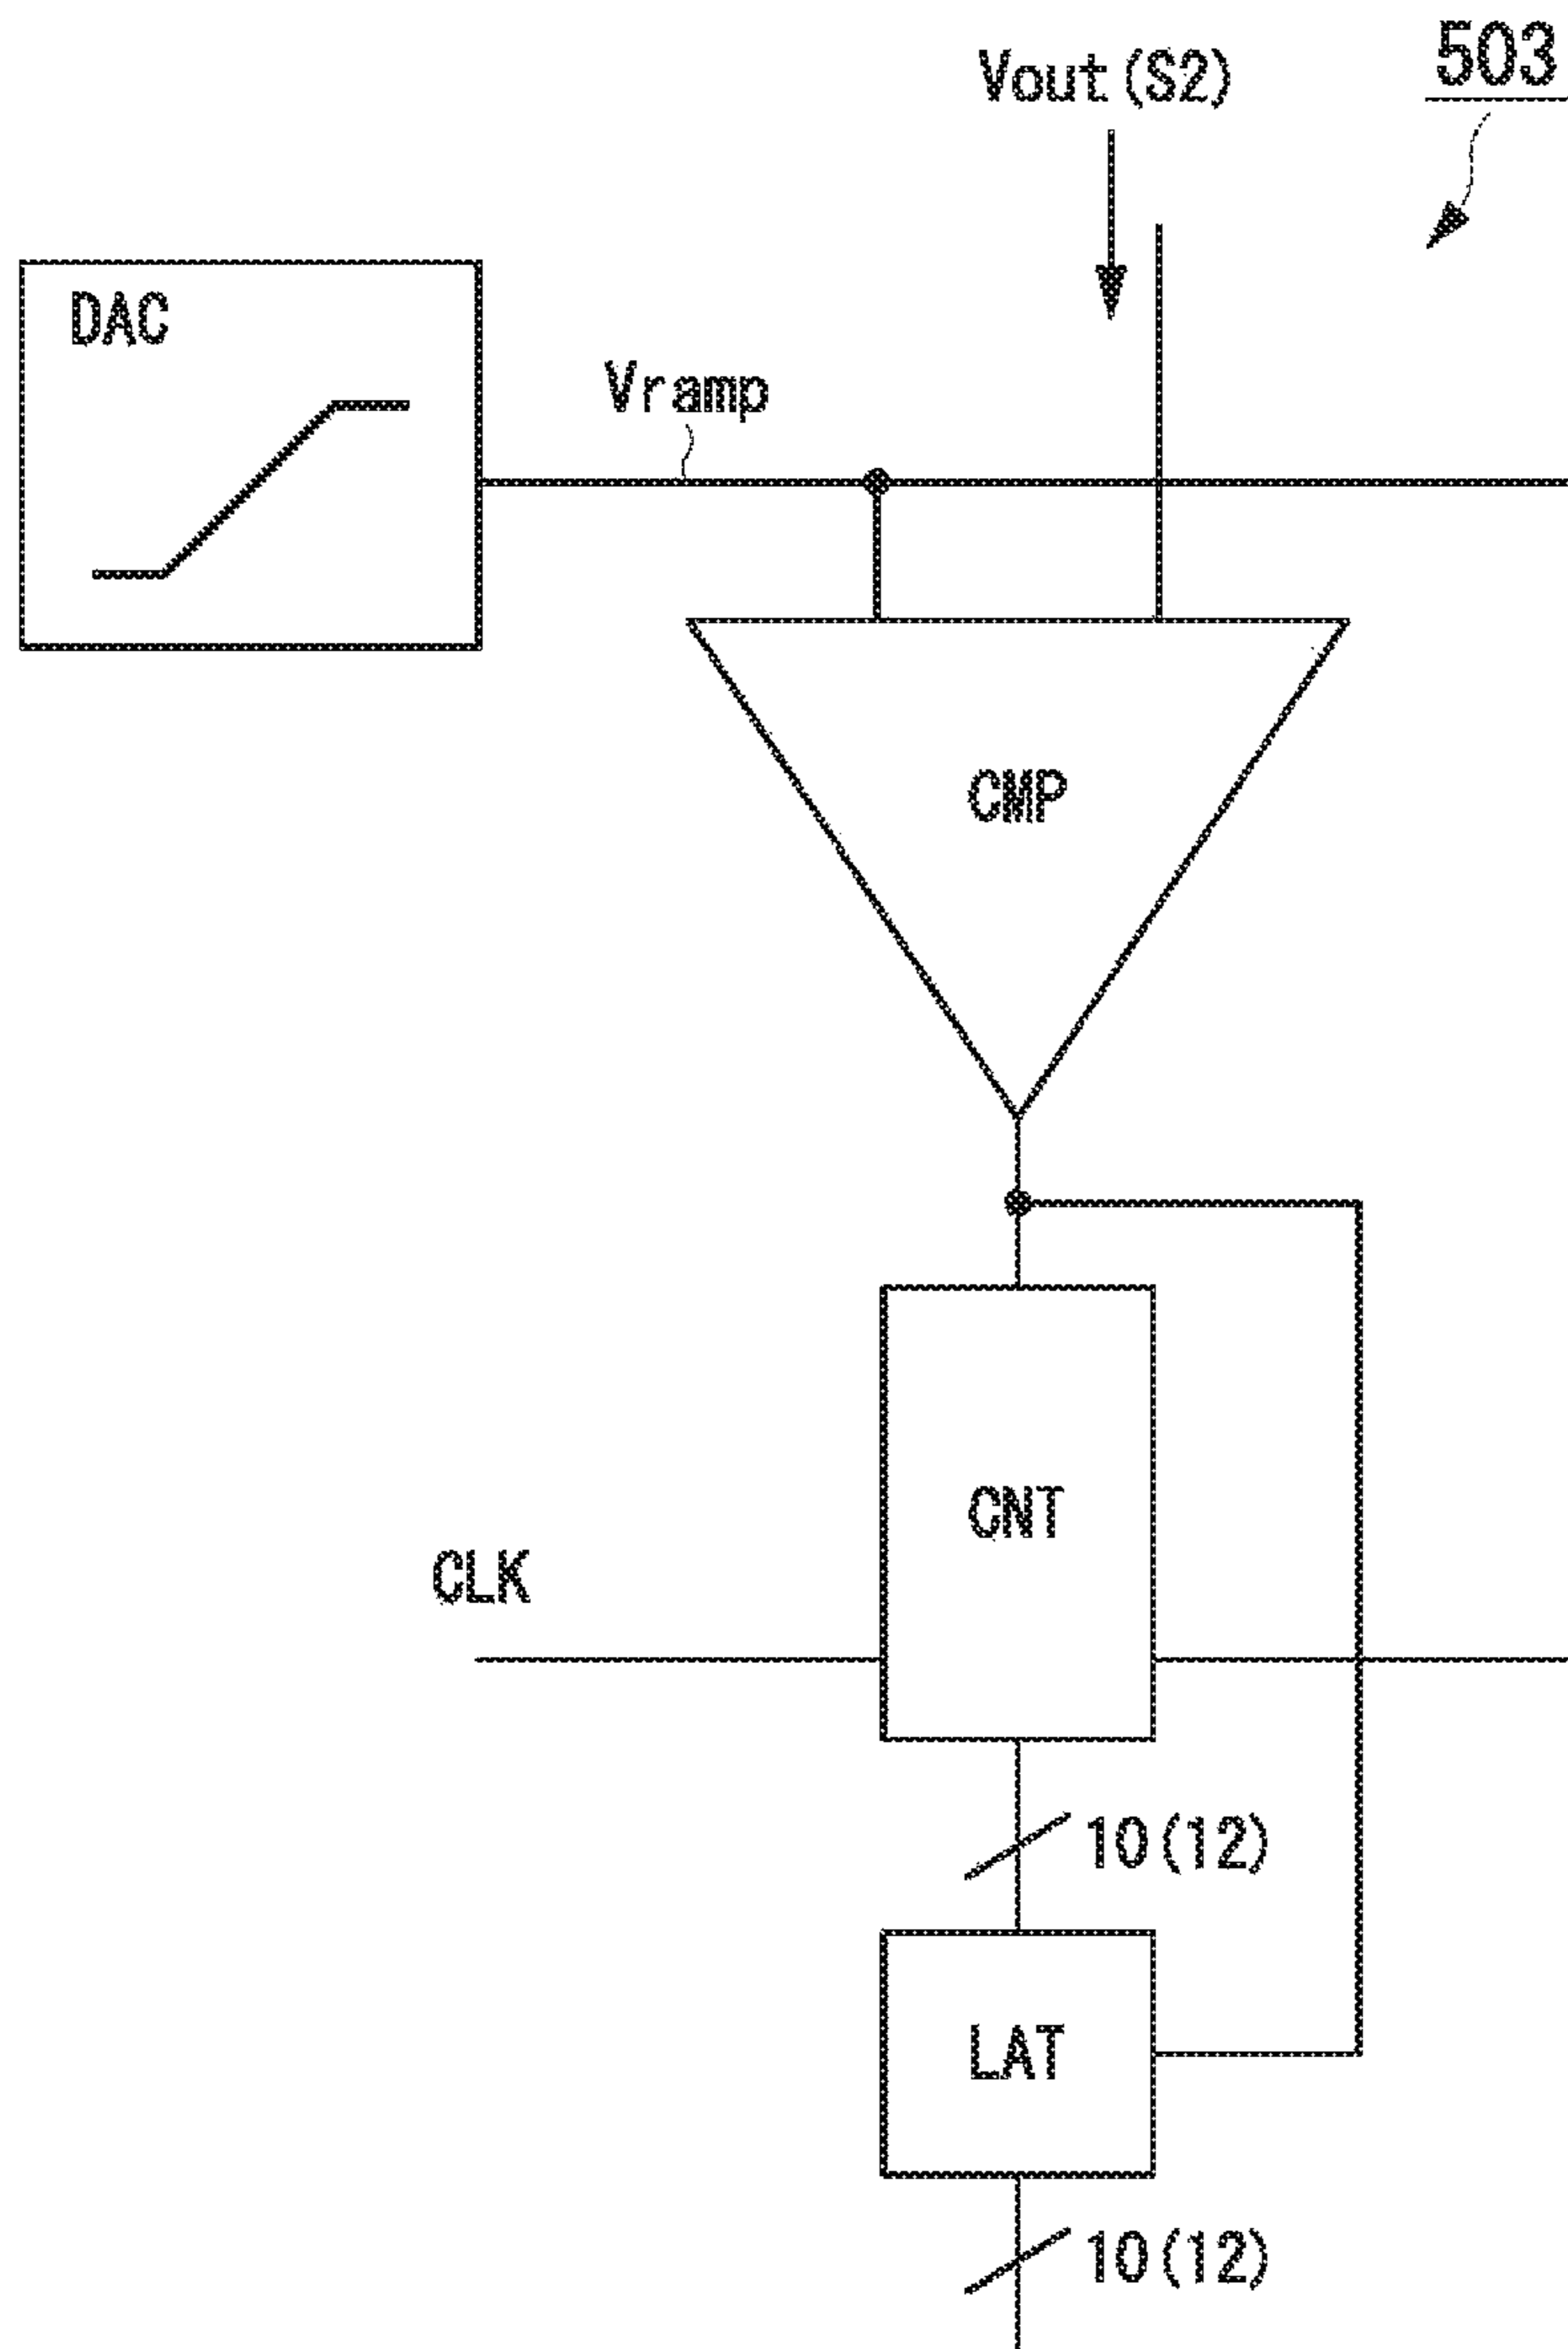 503
Vout(S2)
DAC
Vramp
CMP
CNT
CLK
10(12)
LAT
10(12)